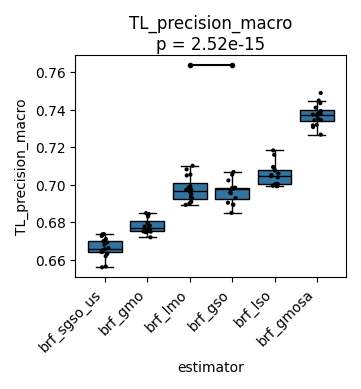 TL_precision_macro
p = 2.52e-15
TL_precision_macro
0.76
0.74
0.72
0.70
0.68
0.66
brf_sgso_us
brf_gmo
brf_lmo
brf_gso
brf_lso
brf_gmosa
estimator